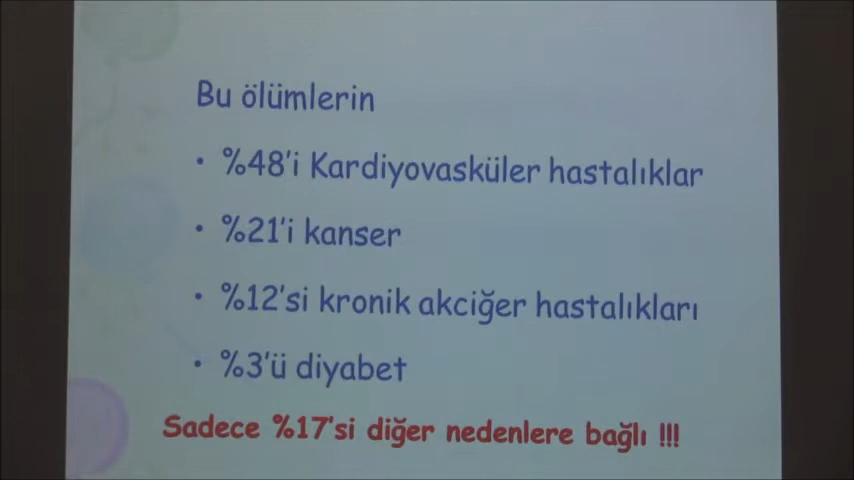 Bu ölümlerin
• %48'i Kardiyovasküler hastalıklar
• %21'i kanser
• %12'si kronik akciğer hastalıkları
• %3'ü diyabet
Sadece %17'si diğer nedenlere bağlı !!!